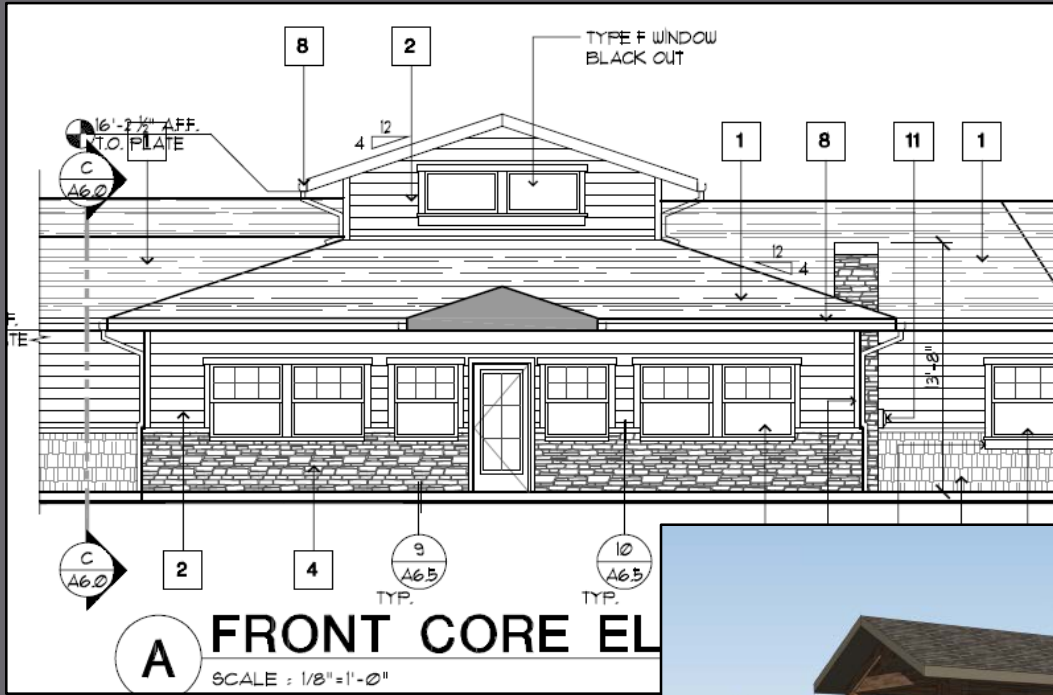 8
2
TYPE F WINDOW
BLACK OUT
16'-2 ½" A.F.F.
T.O. PLATE
1
12
4
1
8
11
1
C
A6.0
12
4
F.
TE
13'-8"
C
A6.0
2
4
9
A6.5
TYP.
10
A6.5
TYP.
A
FRONT CORE EL
SCALE : 1/8"=1'-0"